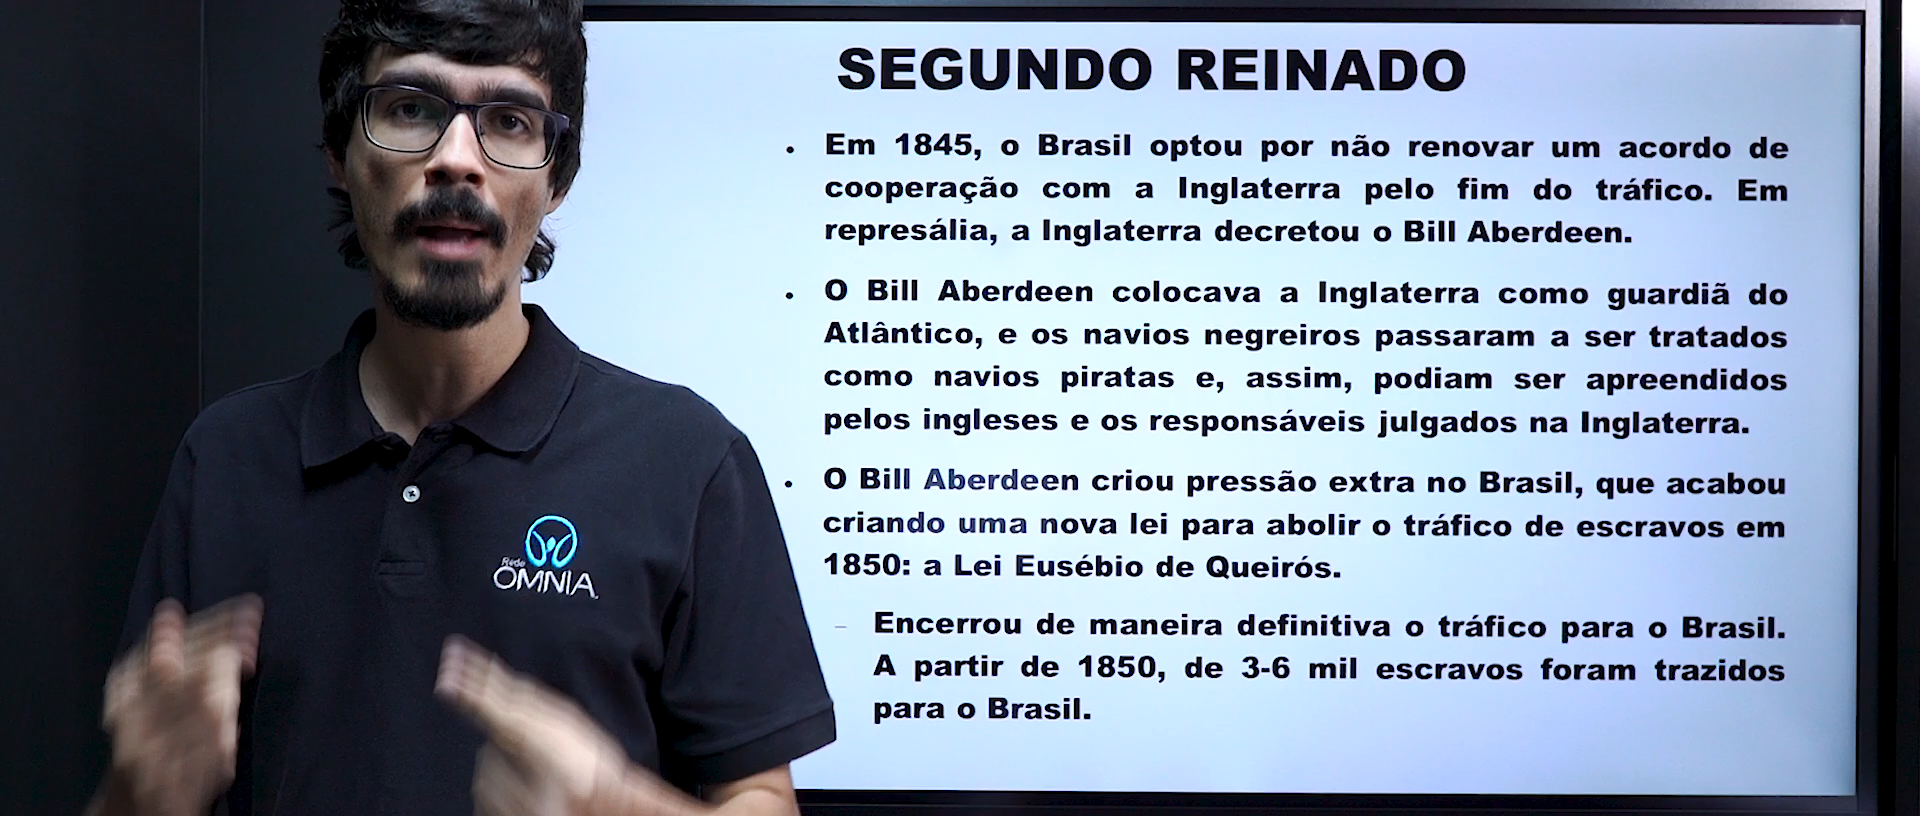 SEGUNDO REINADO
• Em 1845, o Brasil optou por não renovar um acordo de
cooperação com a Inglaterra pelo fim do tráfico. Em
represália, a Inglaterra decretou o Bill Aberdeen.
• O Bill Aberdeen colocava a Inglaterra como guardiã do
Atlântico, e os navios negreiros passaram a ser tratados
como navios piratas e, assim, podiam ser apreendidos
pelos ingleses e os responsáveis julgados na Inglaterra.
• O Bill Aberdeen criou pressão extra no Brasil, que acabou
criando uma nova lei para abolir o tráfico de escravos em
1850: a Lei Eusébio de Queirós.
– Encerrou de maneira definitiva o tráfico para o Brasil.
A partir de 1850, de 3-6 mil escravos foram trazidos
para o Brasil.
Rede
OMNIA